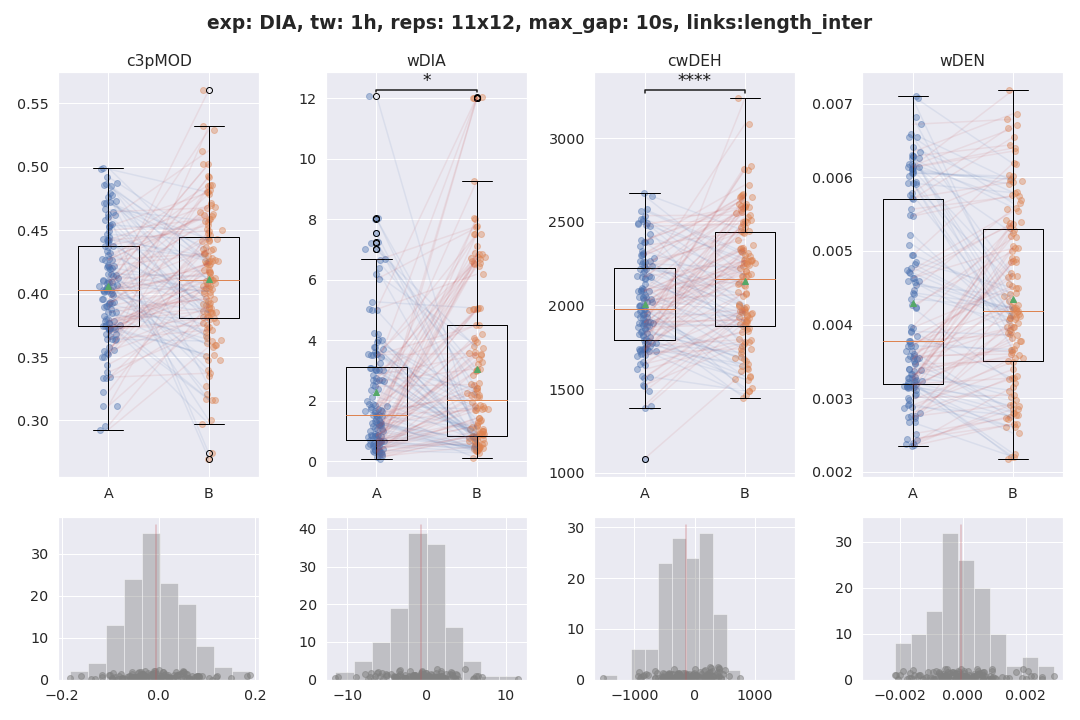 exp: DIA, tw: 1h, reps: 11x12, max_gap: 10s, links:length_inter
c3pMOD wDIA cwDEH wDEN
* ****
0.55 12 3000 0.007
0.50 10 2500 0.006
0.45 8 2000 0.005
0.40 6 1500 0.004
0.35 4 1000 0.003
0.30 2 0.002
0
A B A B A B A B
30 40 30 35
20 30 20 30
10 20 10 25
0 10 0 20
0 15
10
5
0
−0.2 0.0 0.2 −10 0 10 −1000 0 1000 −0.002 0.000 0.002